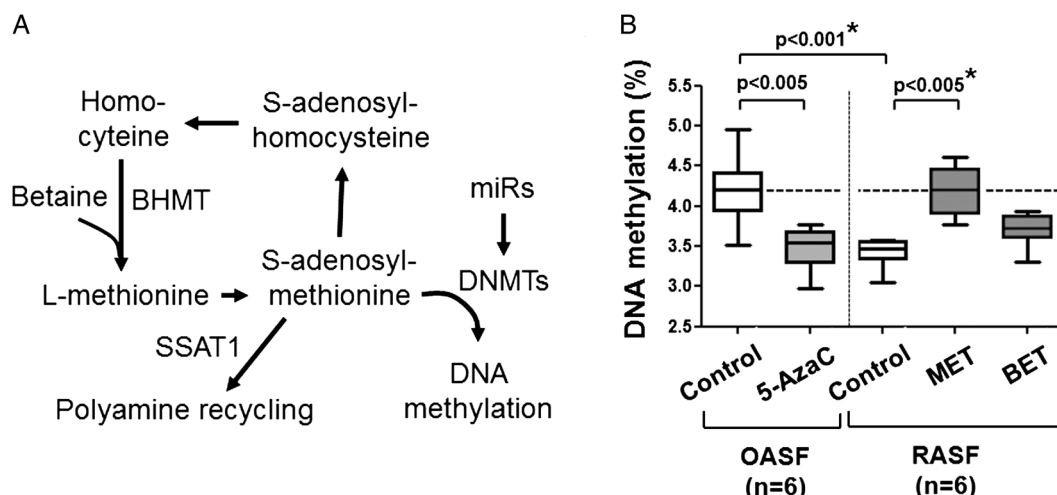 A
Homo-
cyteine
S-adenosyl-
homocysteine
Betaine
BHMT
miRs
L-methionine
S-adenosyl-
methionine
DNMTs
SSAT1
Polyamine recycling
DNA
methylation
B
p<0.001*
p<0.005
p<0.005*
DNA methylation (%)
5.5
5.0
4.5
4.0
3.5
3.0
2.5
Control
5-AzaC
Control
MET
BET
OASF
(n=6)
RASF
(n=6)